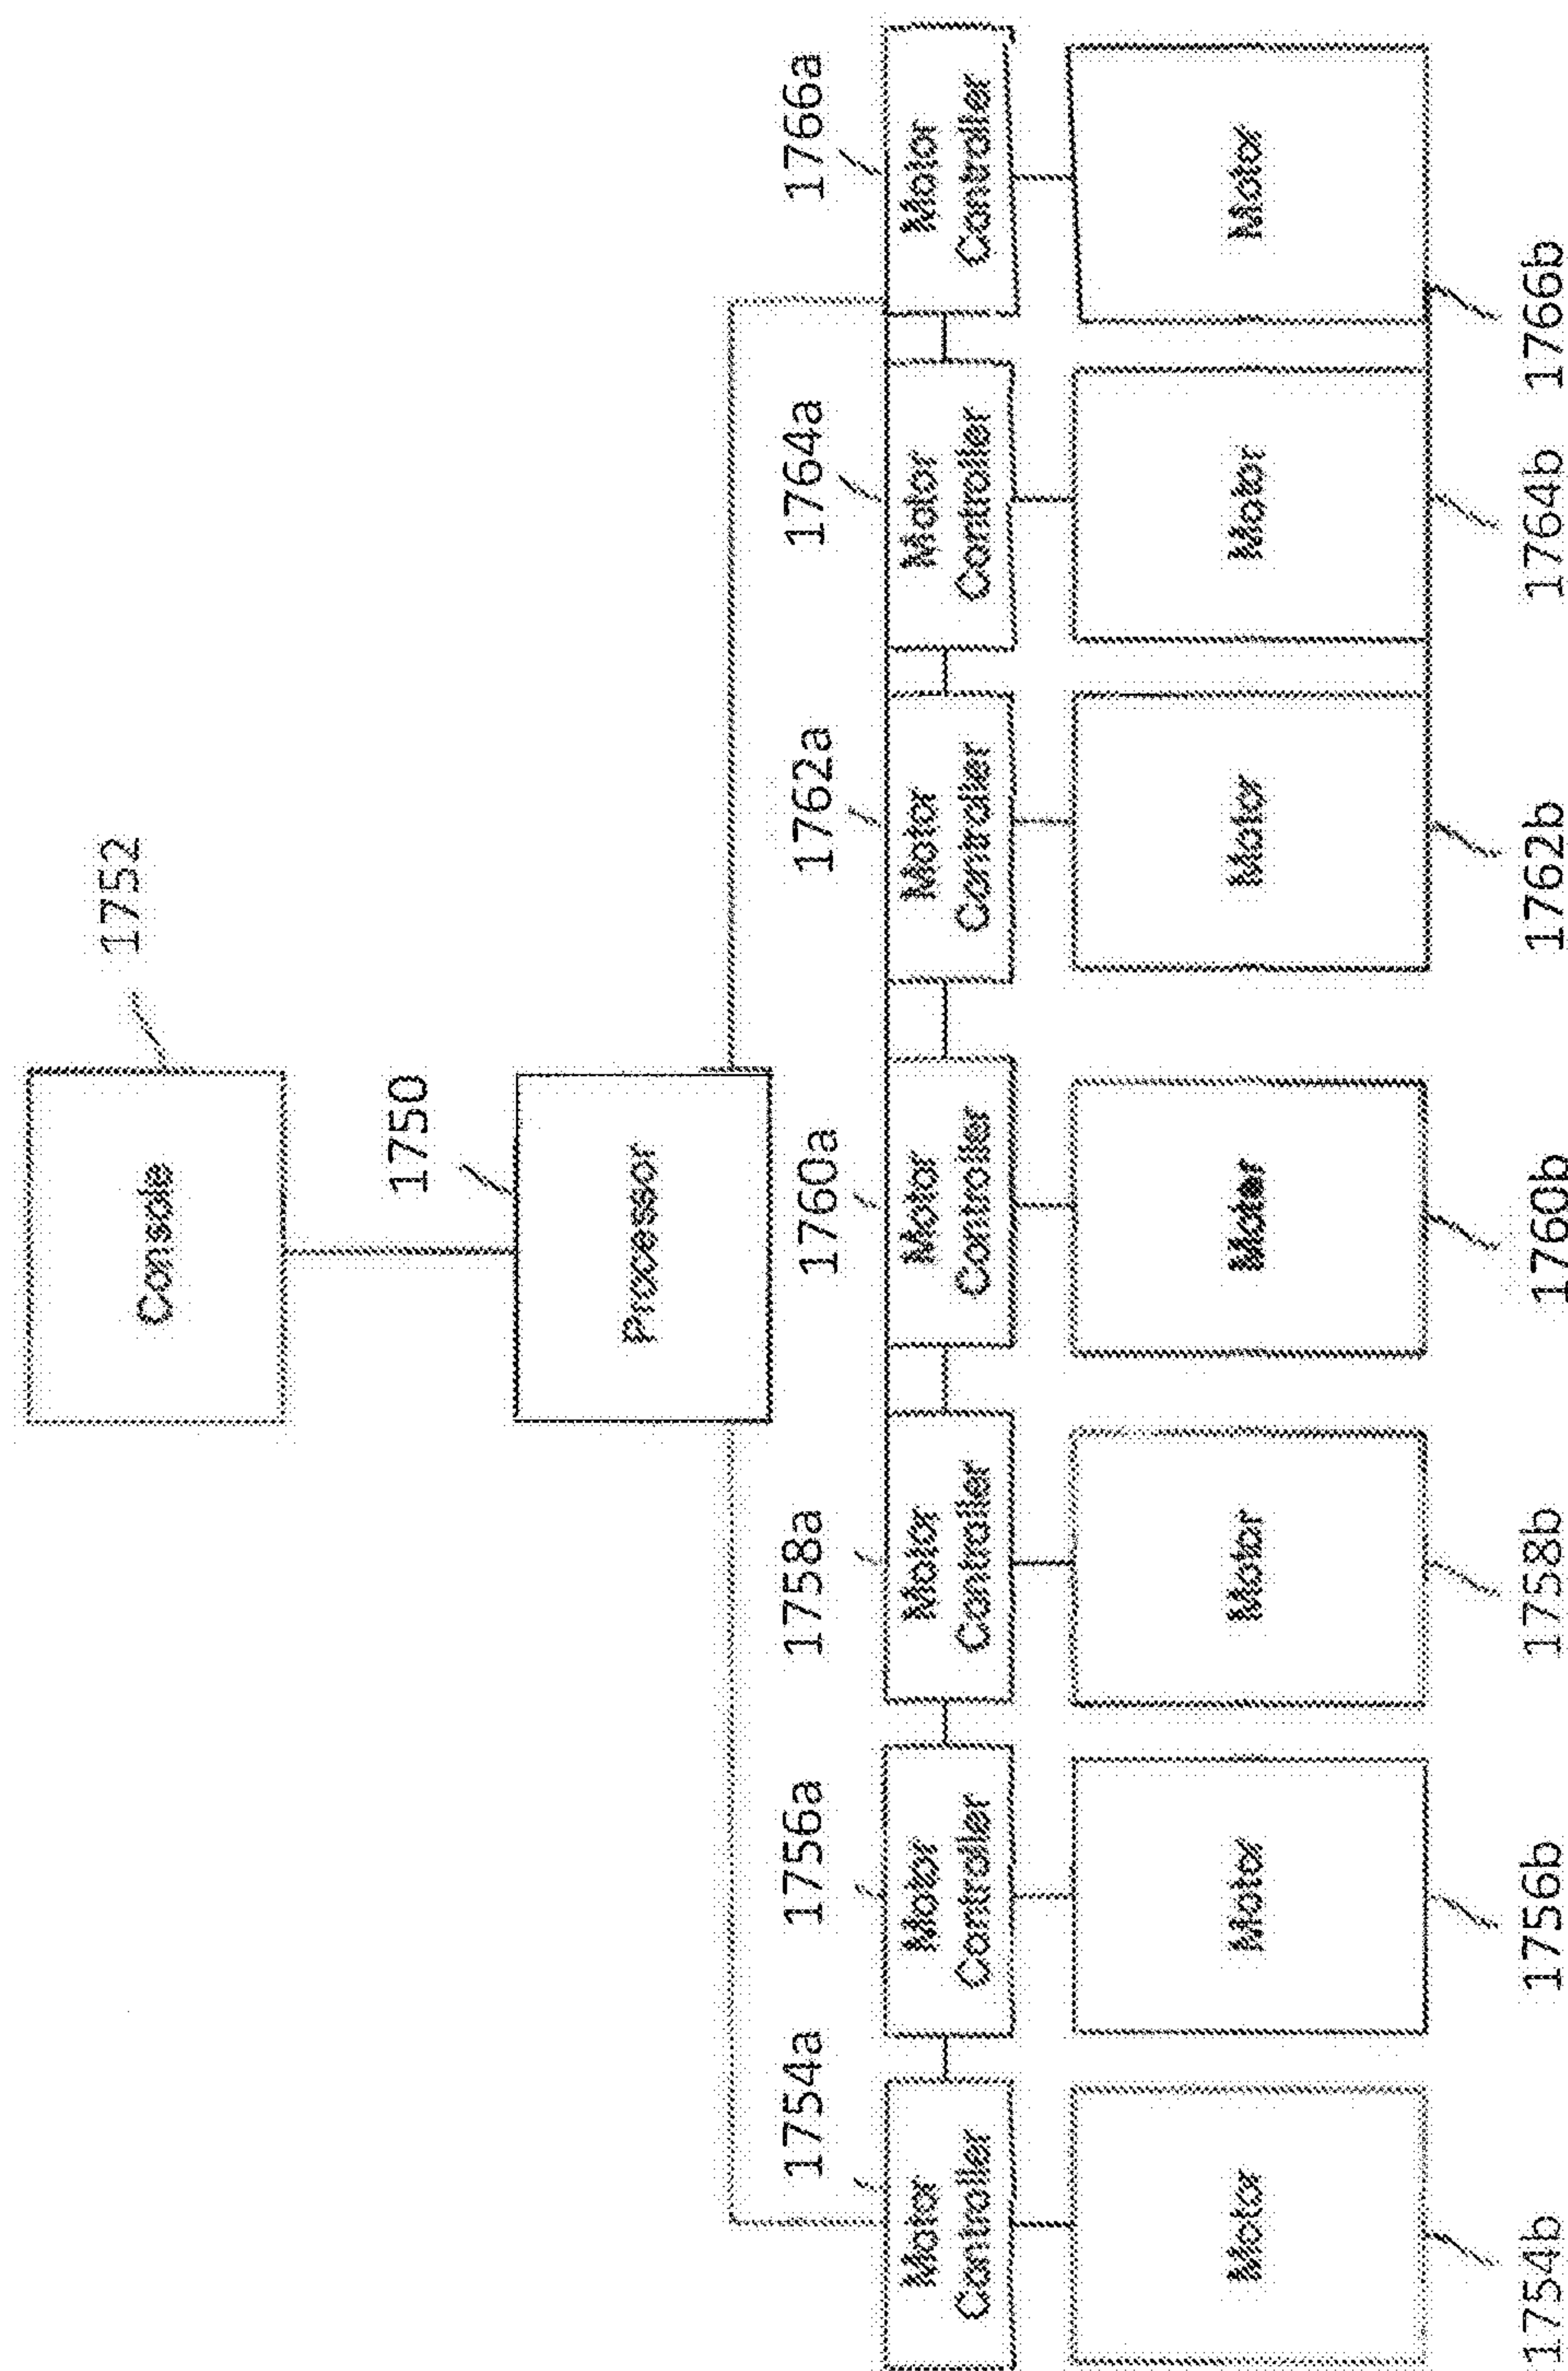 Console
1752
1750
Processor
1754a
1756a
1758a
1760a
1762a
1764a
1766a
Motor
Controller
Motor
Controller
Motor
Controller
Motor
Controller
Motor
Controller
Motor
Controller
Motor
Controller
Motor
Motor
Motor
Motor
Motor
Motor
Motor
1754b
1756b
1758b
1760b
1762b
1764b
1766b